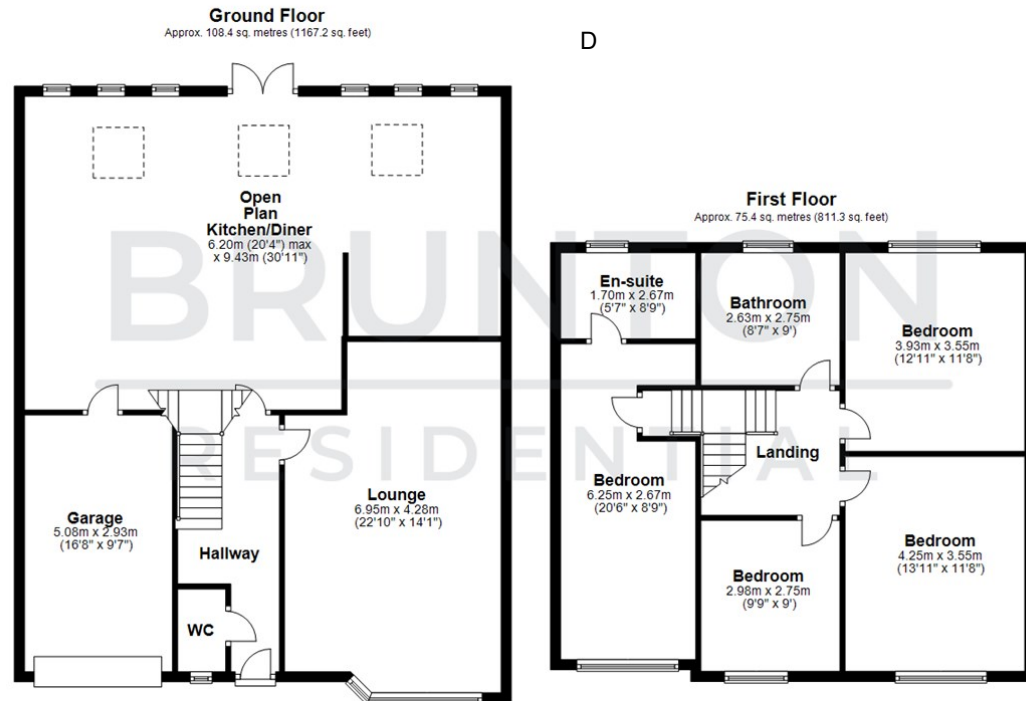 Ground Floor
Approx. 108.4 sq. metres (1167.2 sq. feet)
D
Open
Plan
Kitchen/Diner
6.20m (20'4") max
x 9.43m (30'11")
Garage
5.08m x 2.93m
(16'8" x 9'7")
Hallway
WC
Lounge
6.95m x 4.28m
(22'10" x 14'1")
First Floor
Approx. 75.4 sq. metres (811.3 sq. feet)
En-suite
1.70m x 2.67m
(5'7" x 8'9")
Bathroom
2.63m x 2.75m
(8'7" x 9')
Bedroom
3.93m x 3.55m
(12'11" x 11'8")
Landing
Bedroom
6.25m x 2.67m
(20'6" x 8'9")
Bedroom
2.98m x 2.75m
(9'9" x 9')
Bedroom
4.25m x 3.55m
(13'11" x 11'8")
BRUNTON
RESIDENTIAL